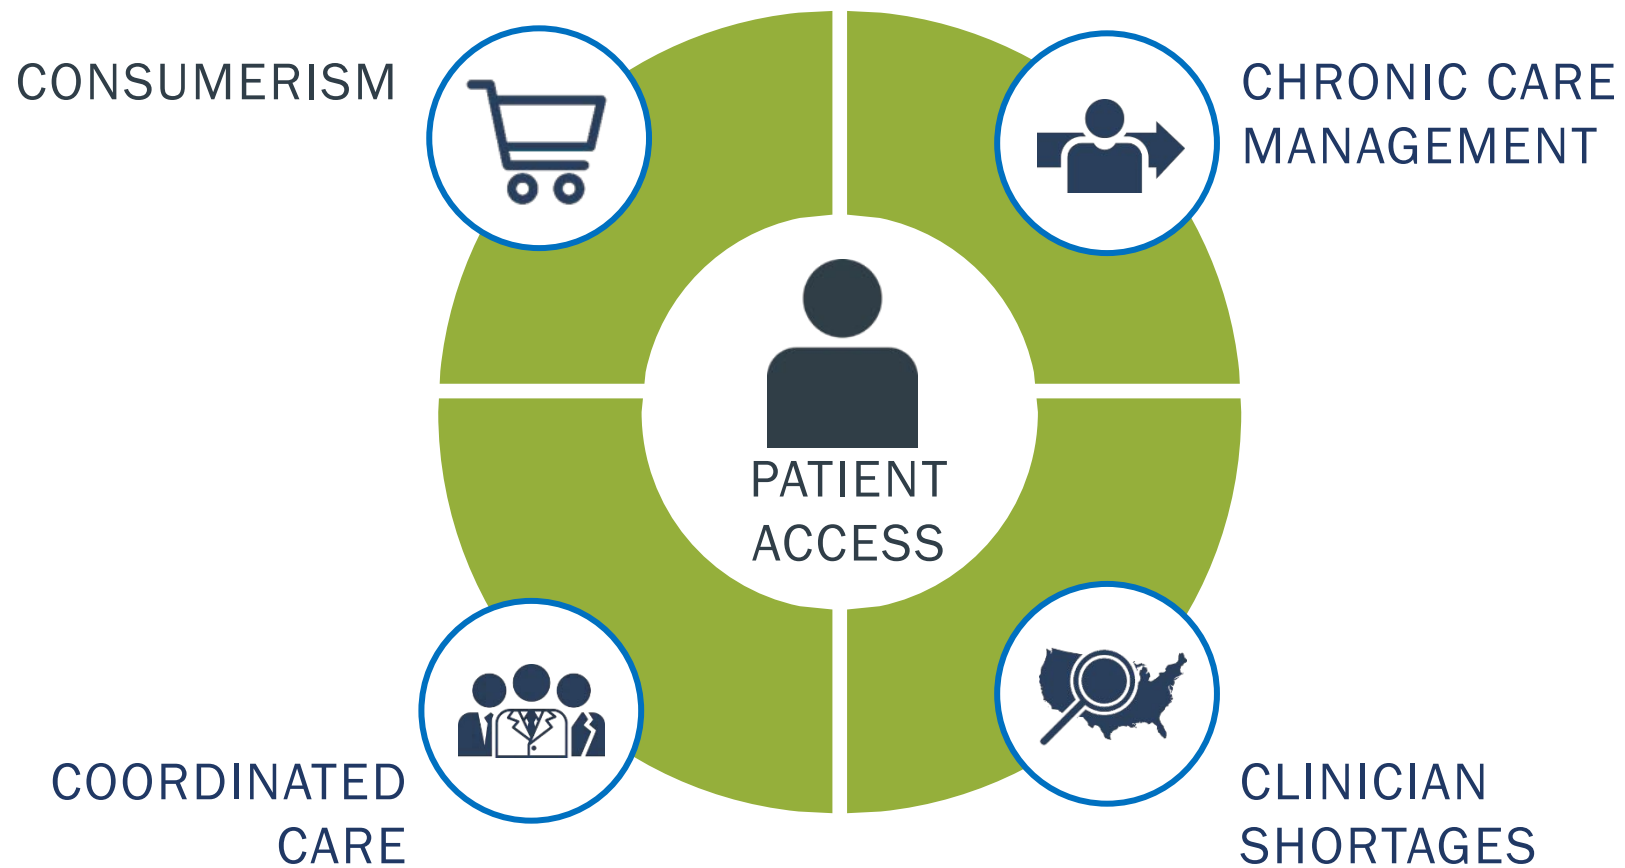 CONSUMERISM
CHRONIC CARE
MANAGEMENT
PATIENT
ACCESS
COORDINATED
CARE
CLINICIAN
SHORTAGES